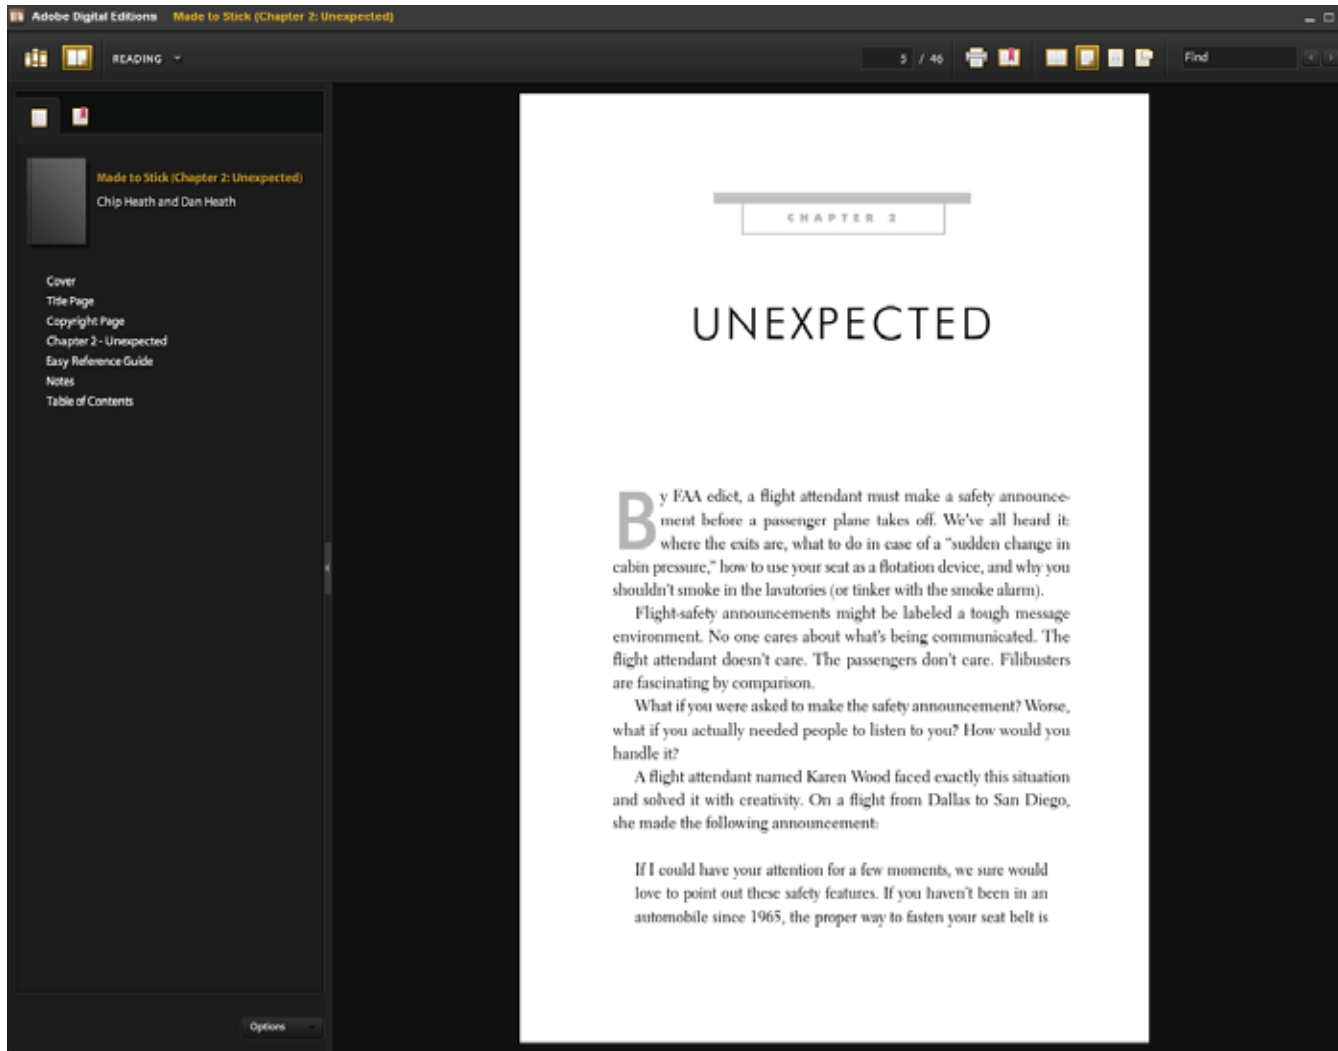 Adobe Digital Editions Made to Stick (Chapter 2: Unexpected)
READING
5 / 46
Find
Made to Stick (Chapter 2: Unexpected)
Chip Heath and Dan Heath
Cover
Title Page
Copyright Page
Chapter 2 - Unexpected
Easy Reference Guide
Notes
Table of Contents
Options
CHAPTER 2
UNEXPECTED
By FAA edict, a flight attendant must make a safety announce-
ment before a passenger plane takes off. We've all heard it:
where the exits are, what to do in case of a "sudden change in
cabin pressure," how to use your seat as a flotation device, and why you
shouldn't smoke in the lavatories (or tinker with the smoke alarm).
Flight-safety announcements might be labeled a tough message
environment. No one cares about what's being communicated. The
flight attendant doesn't care. The passengers don't care. Filibusters
are fascinating by comparison.
What if you were asked to make the safety announcement? Worse,
what if you actually needed people to listen to you? How would you
handle it?
A flight attendant named Karen Wood faced exactly this situation
and solved it with creativity. On a flight from Dallas to San Diego,
she made the following announcement:
If I could have your attention for a few moments, we sure would
love to point out these safety features. If you haven't been in an
automobile since 1965, the proper way to fasten your seat belt is